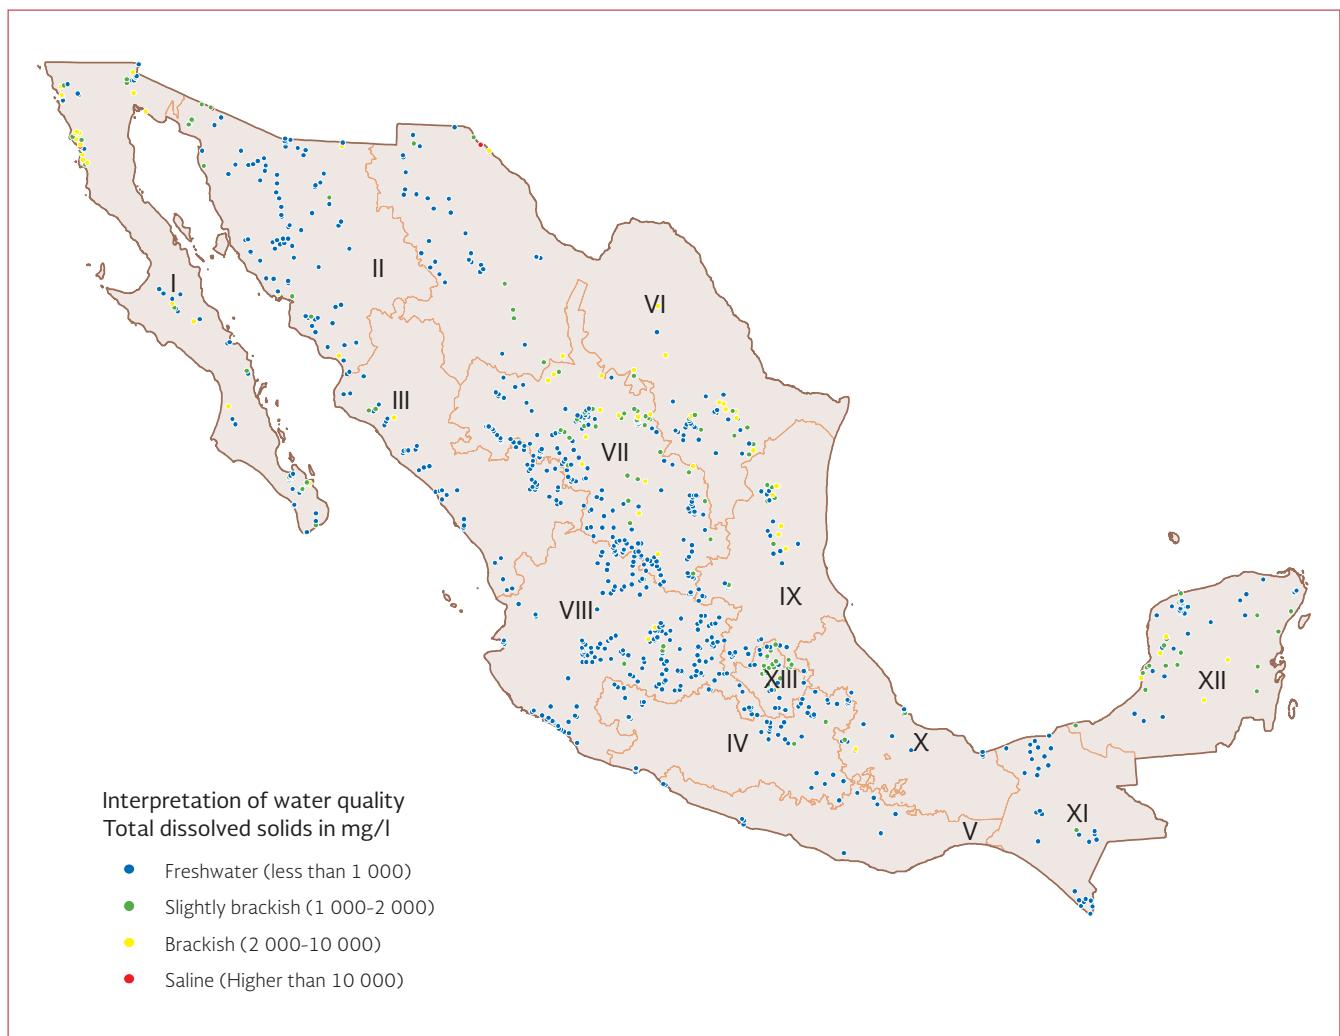 I
II
VI
III
VII
VIII
IX
XIII
XII
IV
X
XI
V
Interpretation of water quality
Total dissolved solids in mg/l
Freshwater (less than 1 000)
Slightly brackish (1 000-2 000)
Brackish (2 000-10 000)
Saline (Higher than 10 000)